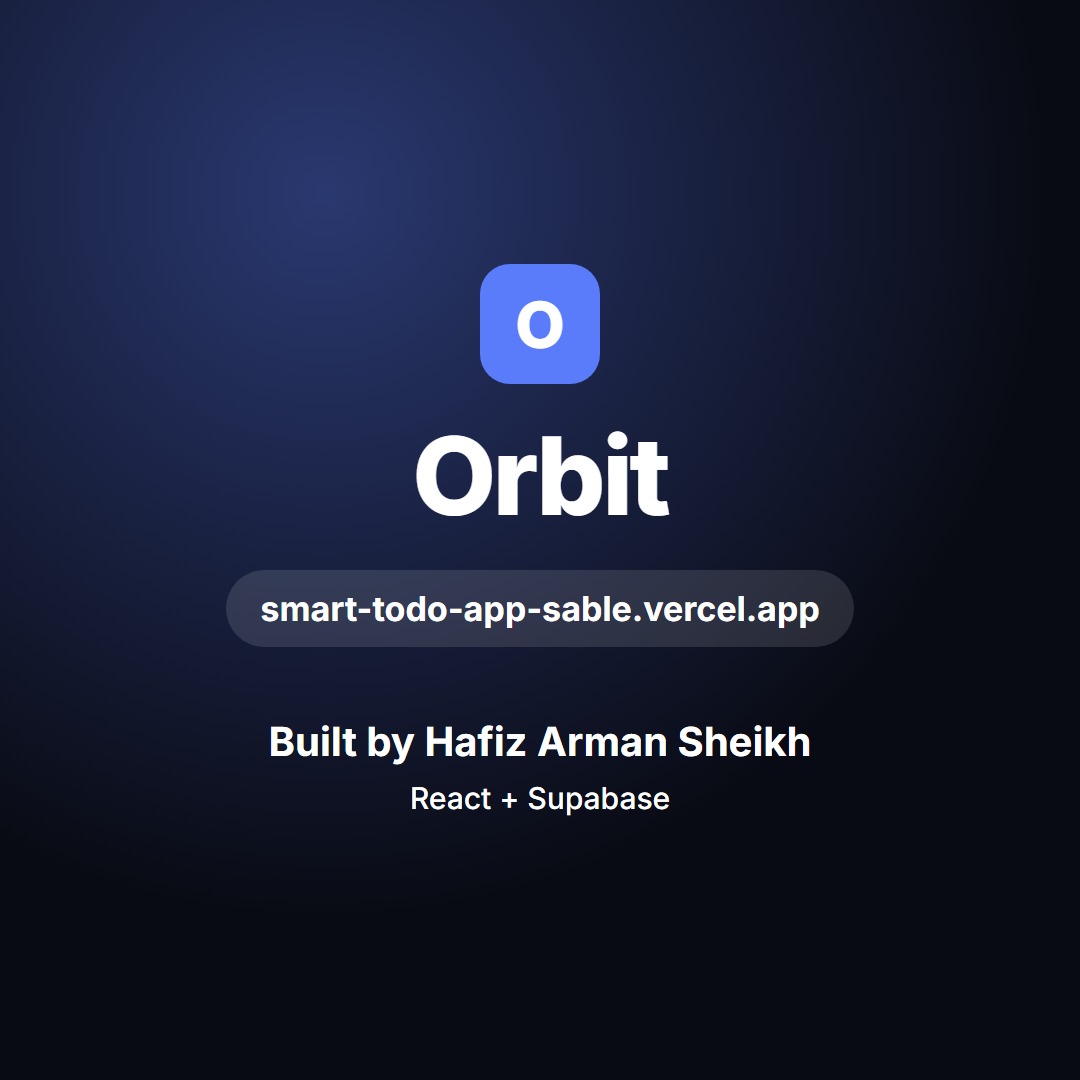 O
Orbit
smart-todo-app-sable.vercel.app
Built by Hafiz Arman Sheikh
React + Supabase